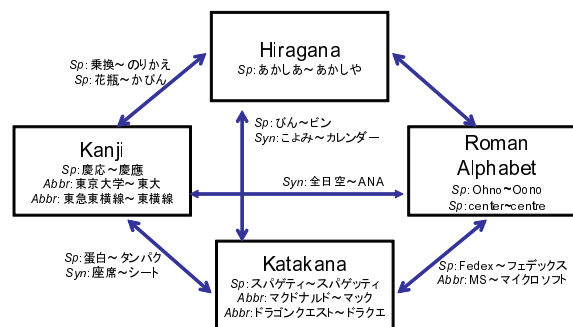 Hiragana
Sp: あかしあ~あかしや
Sp: 乗換~のりかえ
Sp: 花瓶~かびん
Sp: びん~ビン
Syn: こよみ~カレンダー
Kanji
Sp: 慶応~慶應
Abbr: 東京大学~東大
Abbr: 東急東横線~東横線
Syn: 全日空~ANA
Roman
Alphabet
Sp: Ohno~Oono
Sp: center~centre
Sp: 蛋白~タンパク
Syn: 座席~シート
Katakana
Sp: スパゲティ~スパゲッティ
Abbr: マクドナルド~マック
Abbr: ドラゴンクエスト~ドラクエ
Sp: Fedex~フェデックス
Abbr: MS~マイクロソフト